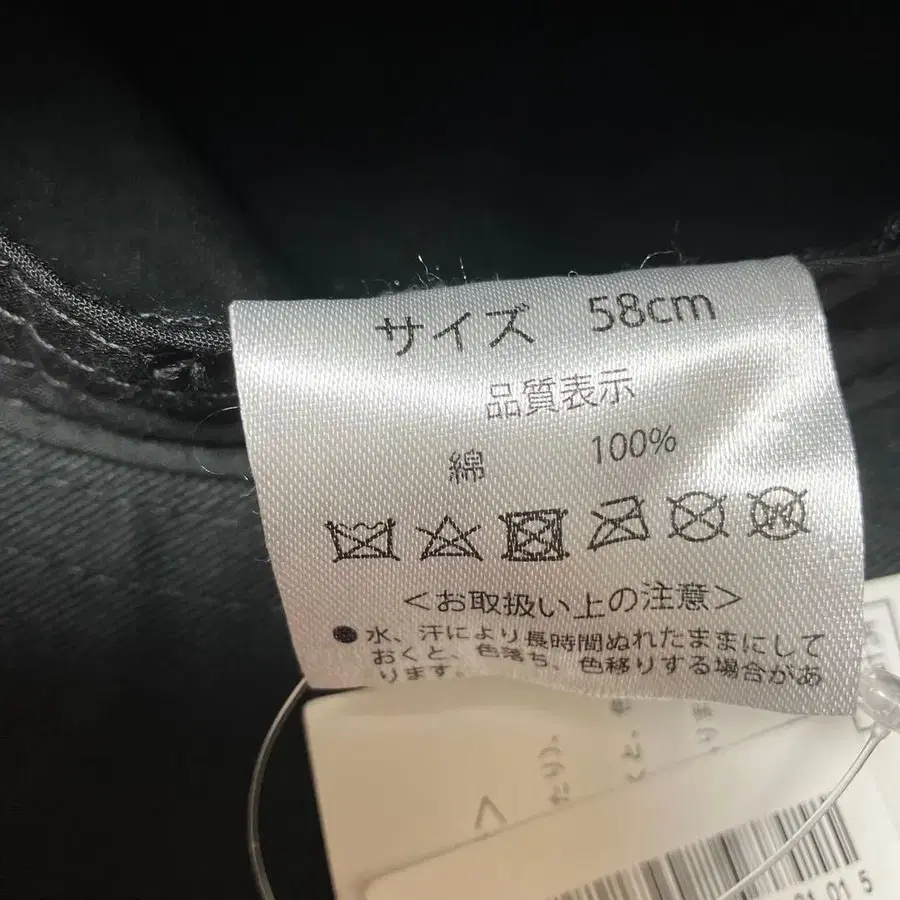 サイズ 58cm
品質表示
綿 100%
<お取扱い上の注意>
●水、汗により長時間ぬれたままにして
おくと、色落ち、色移りする場合があ
ります。